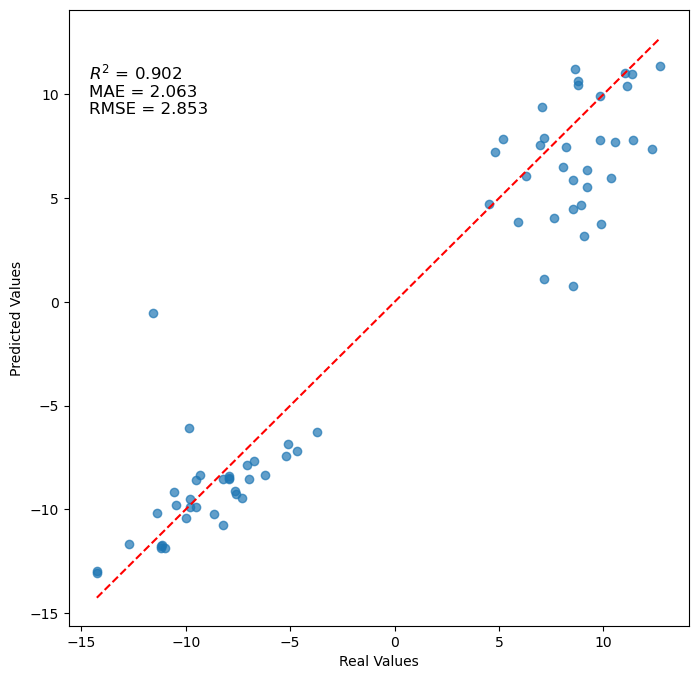 R² = 0.902
MAE = 2.063
RMSE = 2.853
10
5
0
−5
−10
−15
Predicted Values
−15
−10
−5
0
5
10
Real Values